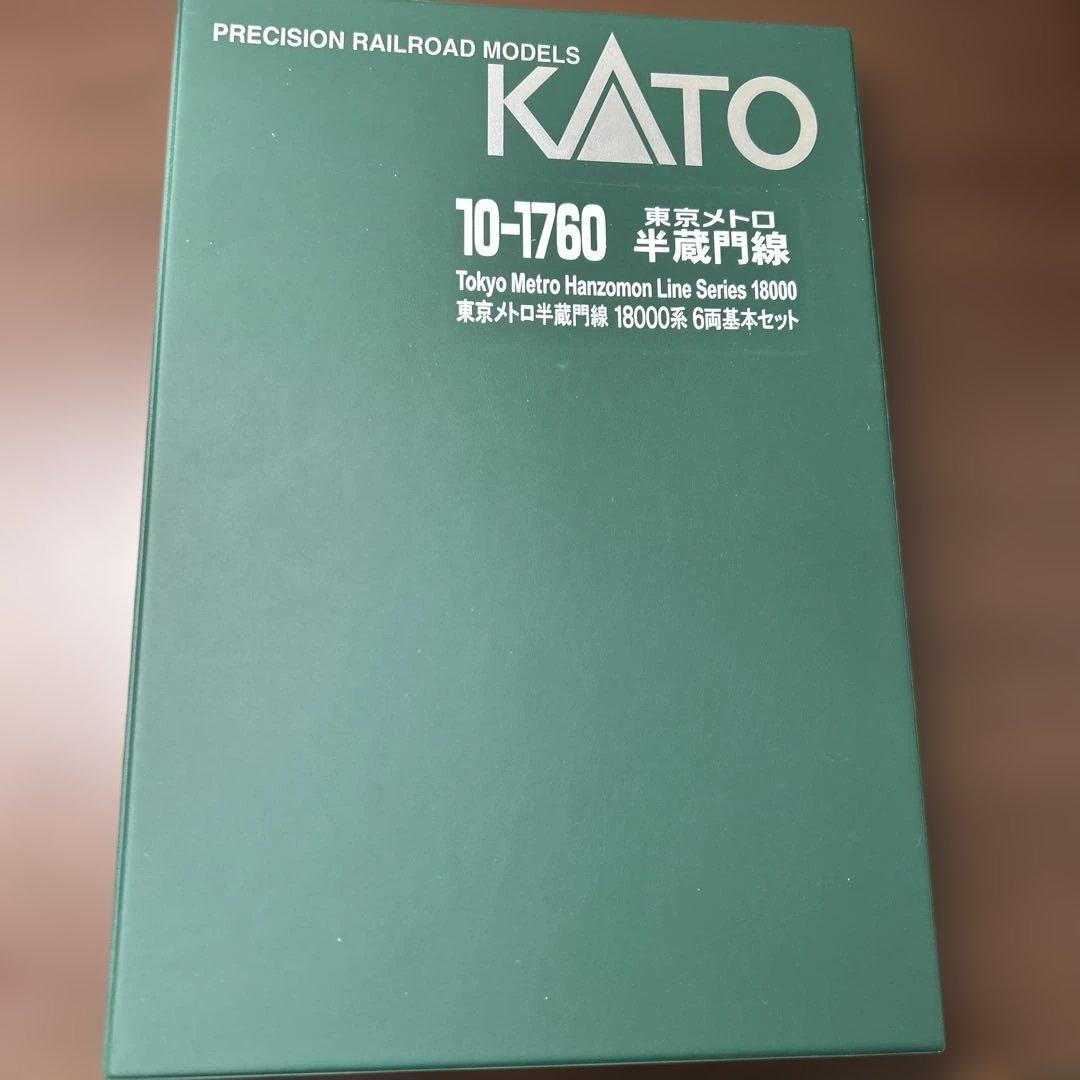 PRECISION RAILROAD MODELS
KATO
10-1760
東京メトロ
半蔵門線
Tokyo Metro Hanzomon Line Series 18000
東京メトロ半蔵門線 18000系 6両基本セット